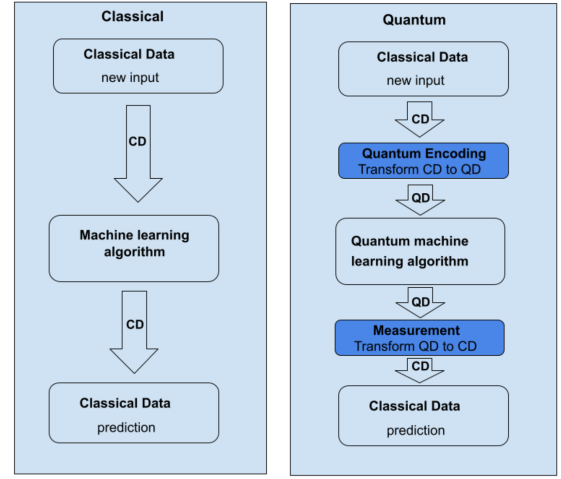 Classical
Classical Data
new input
CD
Machine learning
algorithm
CD
Classical Data
prediction
Quantum
Classical Data
new input
CD
Quantum Encoding
Transform CD to QD
QD
Quantum machine
learning algorithm
QD
Measurement
Transform QD to CD
CD
Classical Data
prediction